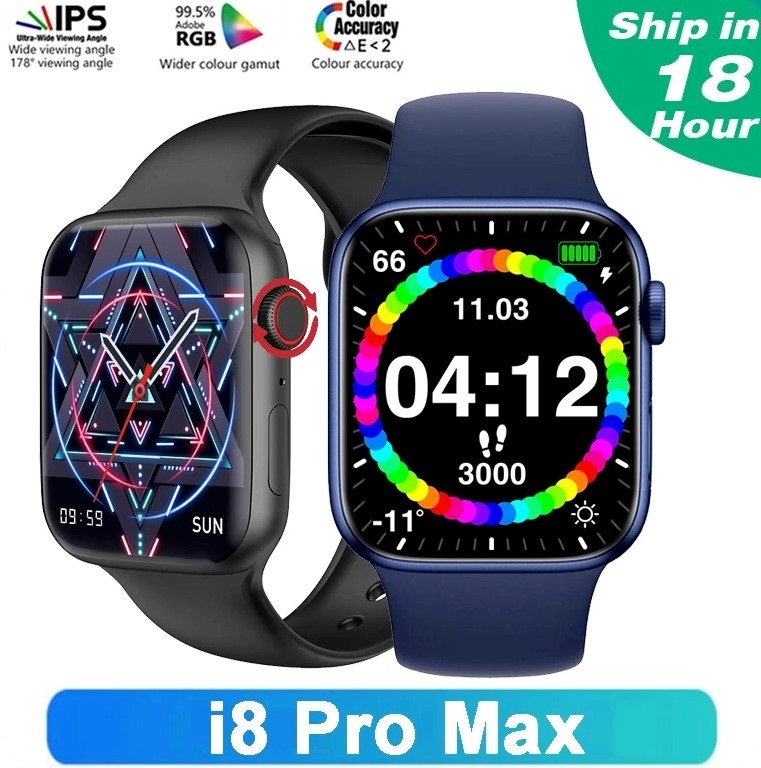 IPS
Ultra-Wide Viewing Angle
Wide viewing angle
178° viewing angle
99.5%
Adobe
RGB
Wider colour gamut
Color
Accuracy
△E<2
Colour accuracy
Ship in
18
Hour
09:59
SUN
66
11.03
04:12
3000
-11°
i8 Pro Max